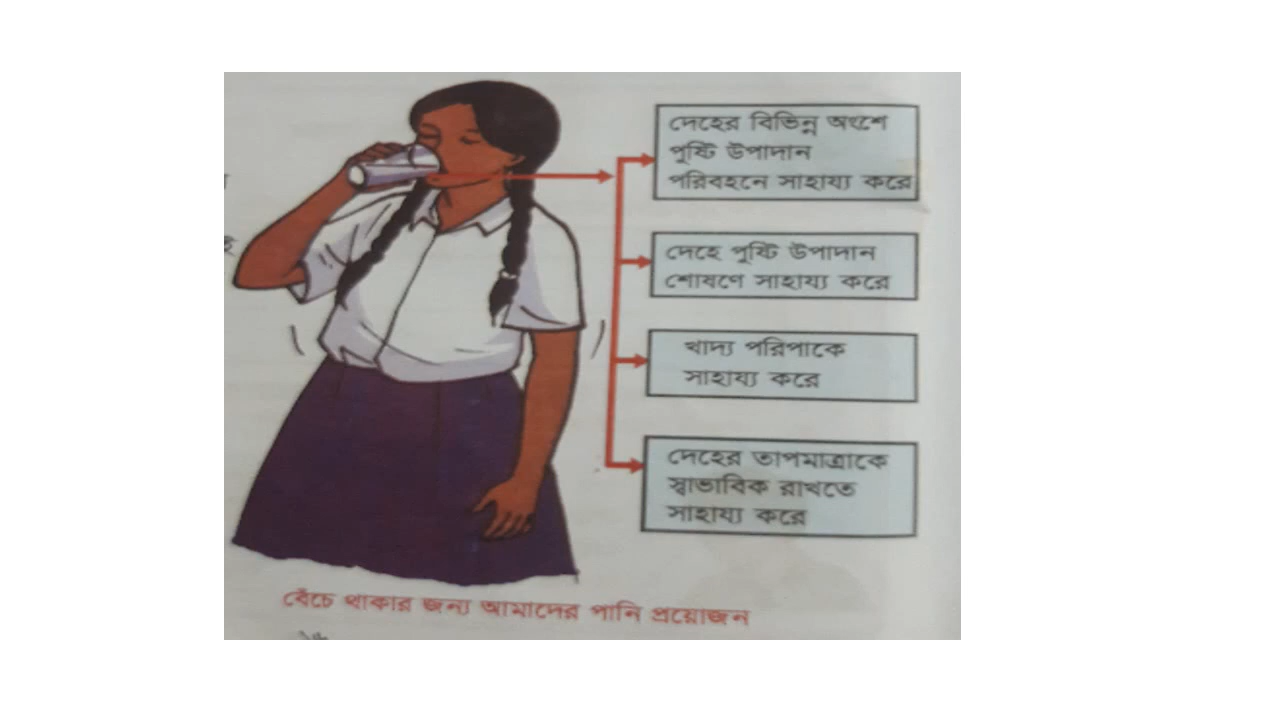 দেহের বিভিন্ন অংশে
পুষ্টি উপাদান
পরিবহনে সাহায্য করে
দেহে পুষ্টি উপাদান
শোষণে সাহায্য করে
খাদ্য পরিপাকে
সাহায্য করে
দেহের তাপমাত্রাকে
স্বাভাবিক রাখতে
সাহায্য করে
বেঁচে থাকার জন্য আমাদের পানি প্রয়োজন